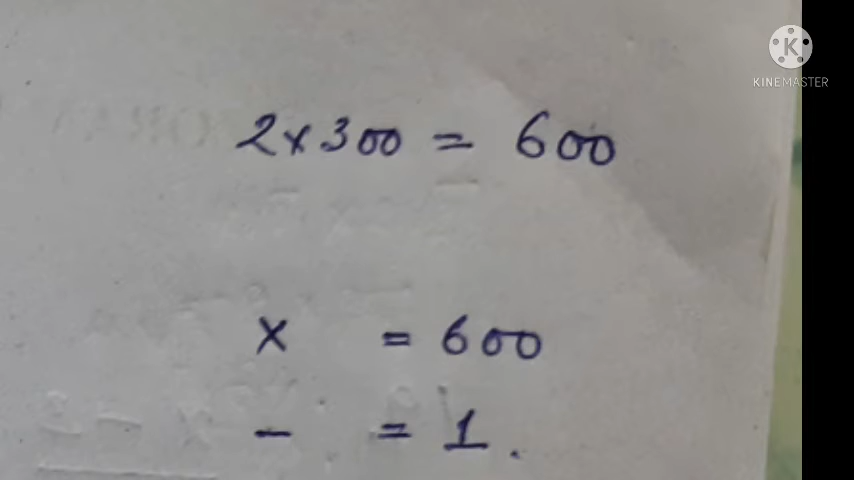 KINEMASTER
2 x 300 = 600
x = 600
- = 1.